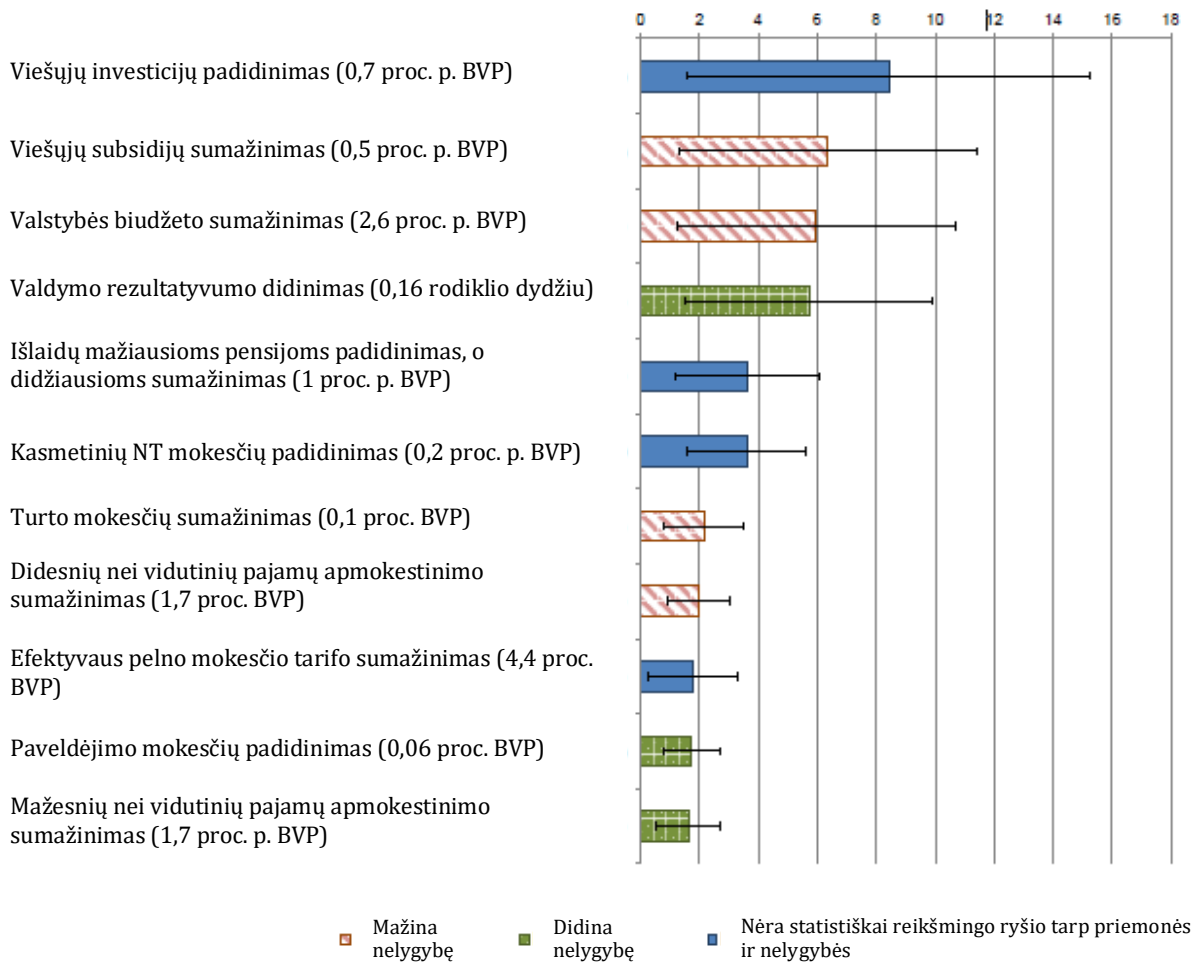 0 2 4 6 8 10 12 14 16 18
Viešųjų investicijų padidinimas (0,7 proc. p. BVP)
Viešųjų subsidijų sumažinimas (0,5 proc. p. BVP)
Valstybės biudžeto sumažinimas (2,6 proc. p. BVP)
Valdymo rezultatyvumo didinimas (0,16 rodiklio dydžiu)
Išlaidų mažiausioms pensijoms padidinimas, o
didžiausioms sumažinimas (1 proc. p. BVP)
Kasmetinių NT mokesčių padidinimas (0,2 proc. p. BVP)
Turto mokesčių sumažinimas (0,1 proc. BVP)
Didesnių nei vidutinių pajamų apmokestinimo
sumažinimas (1,7 proc. BVP)
Efektyvaus pelno mokesčio tarifo sumažinimas (4,4 proc.
BVP)
Paveldėjimo mokesčių padidinimas (0,06 proc. BVP)
Mažesnių nei vidutinių pajamų apmokestinimo
sumažinimas (1,7 proc. p. BVP)
Mažina
nelygybę
Didina
nelygybę
Nėra statistiškai reikšmingo ryšio tarp priemonės
ir nelygybės